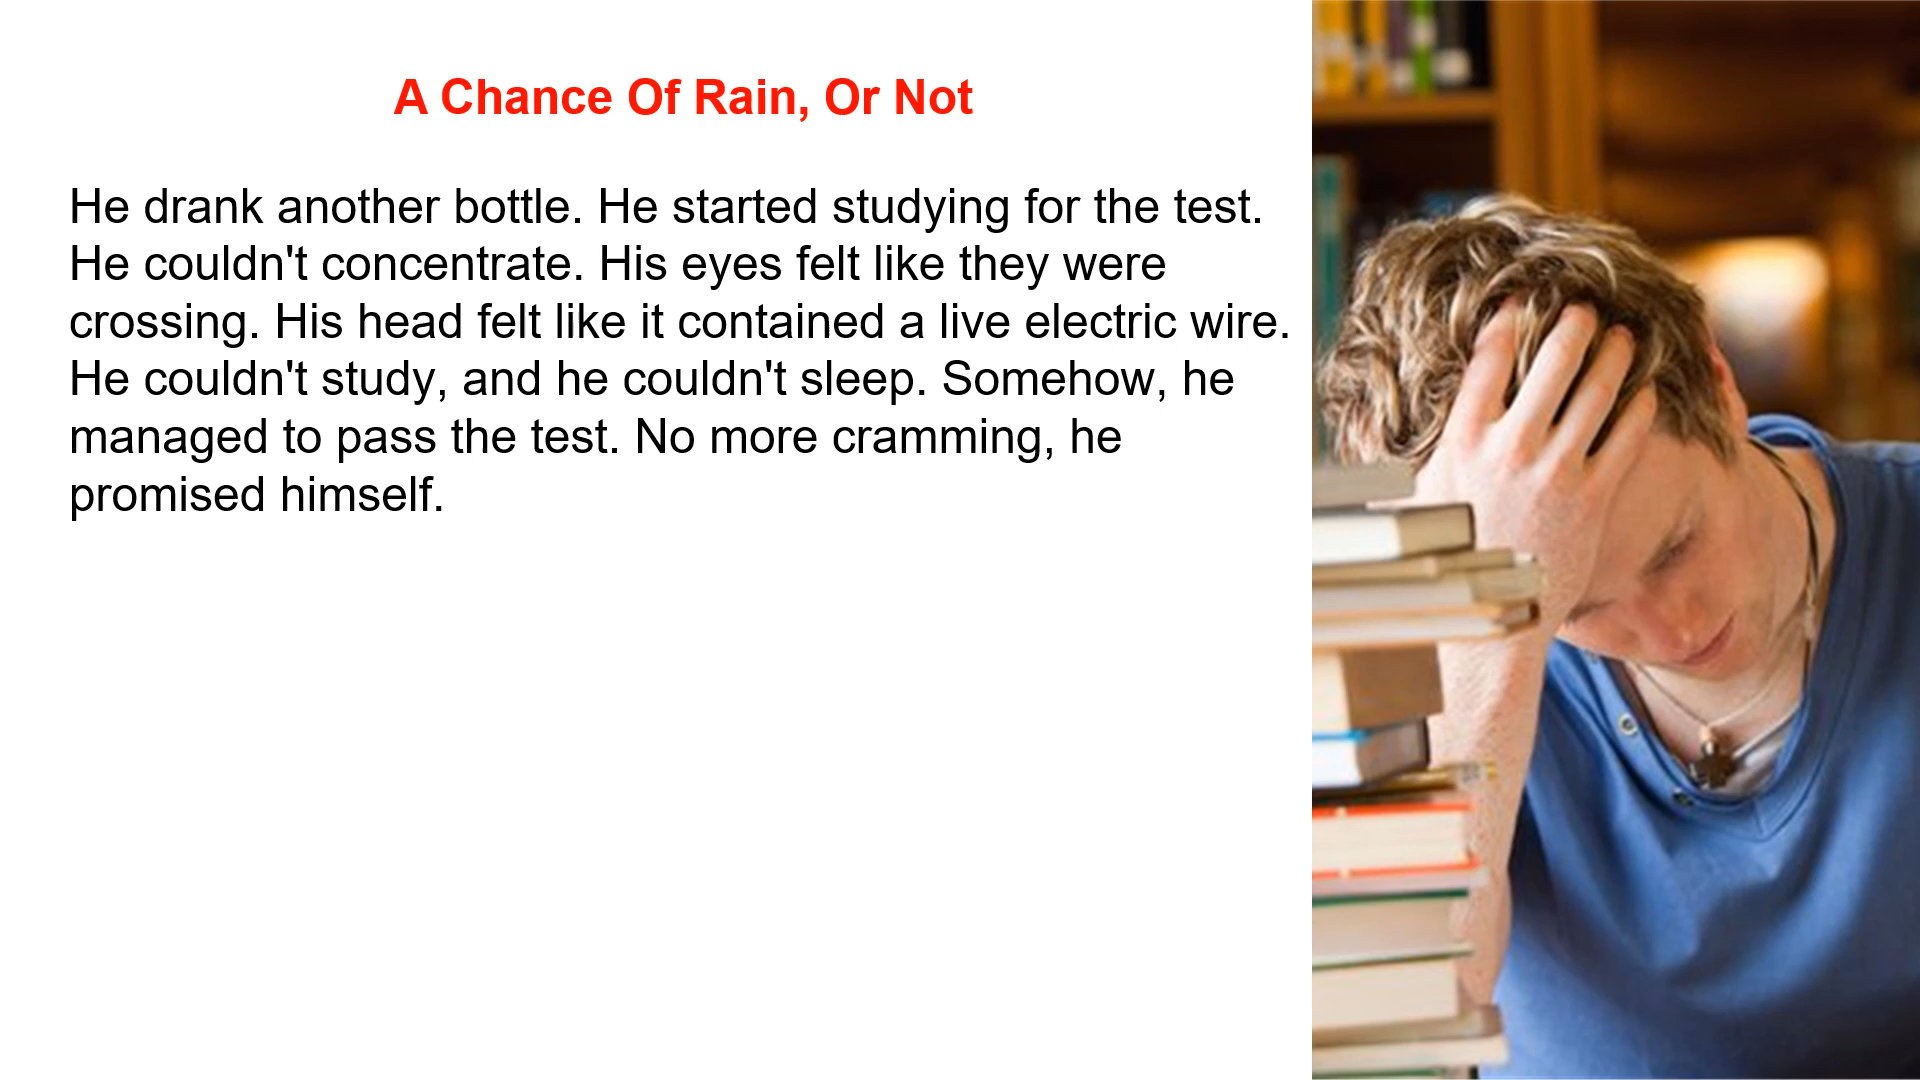 A Chance Of Rain, Or Not
He drank another bottle. He started studying for the test.
He couldn't concentrate. His eyes felt like they were
crossing. His head felt like it contained a live electric wire.
He couldn't study, and he couldn't sleep. Somehow, he
managed to pass the test. No more cramming, he
promised himself.